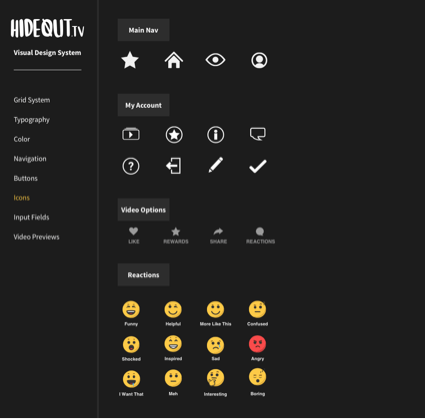 HIDEOUT.TV
Visual Design System
Grid System
Typography
Color
Navigation
Buttons
Icons
Input Fields
Video Previews
Main Nav
My Account
Video Options
LIKE REWARDS SHARE REACTIONS
Reactions
Funny Helpful More Like This Confused
Shocked Inspired Sad Angry
I Want That Meh Interesting Boring